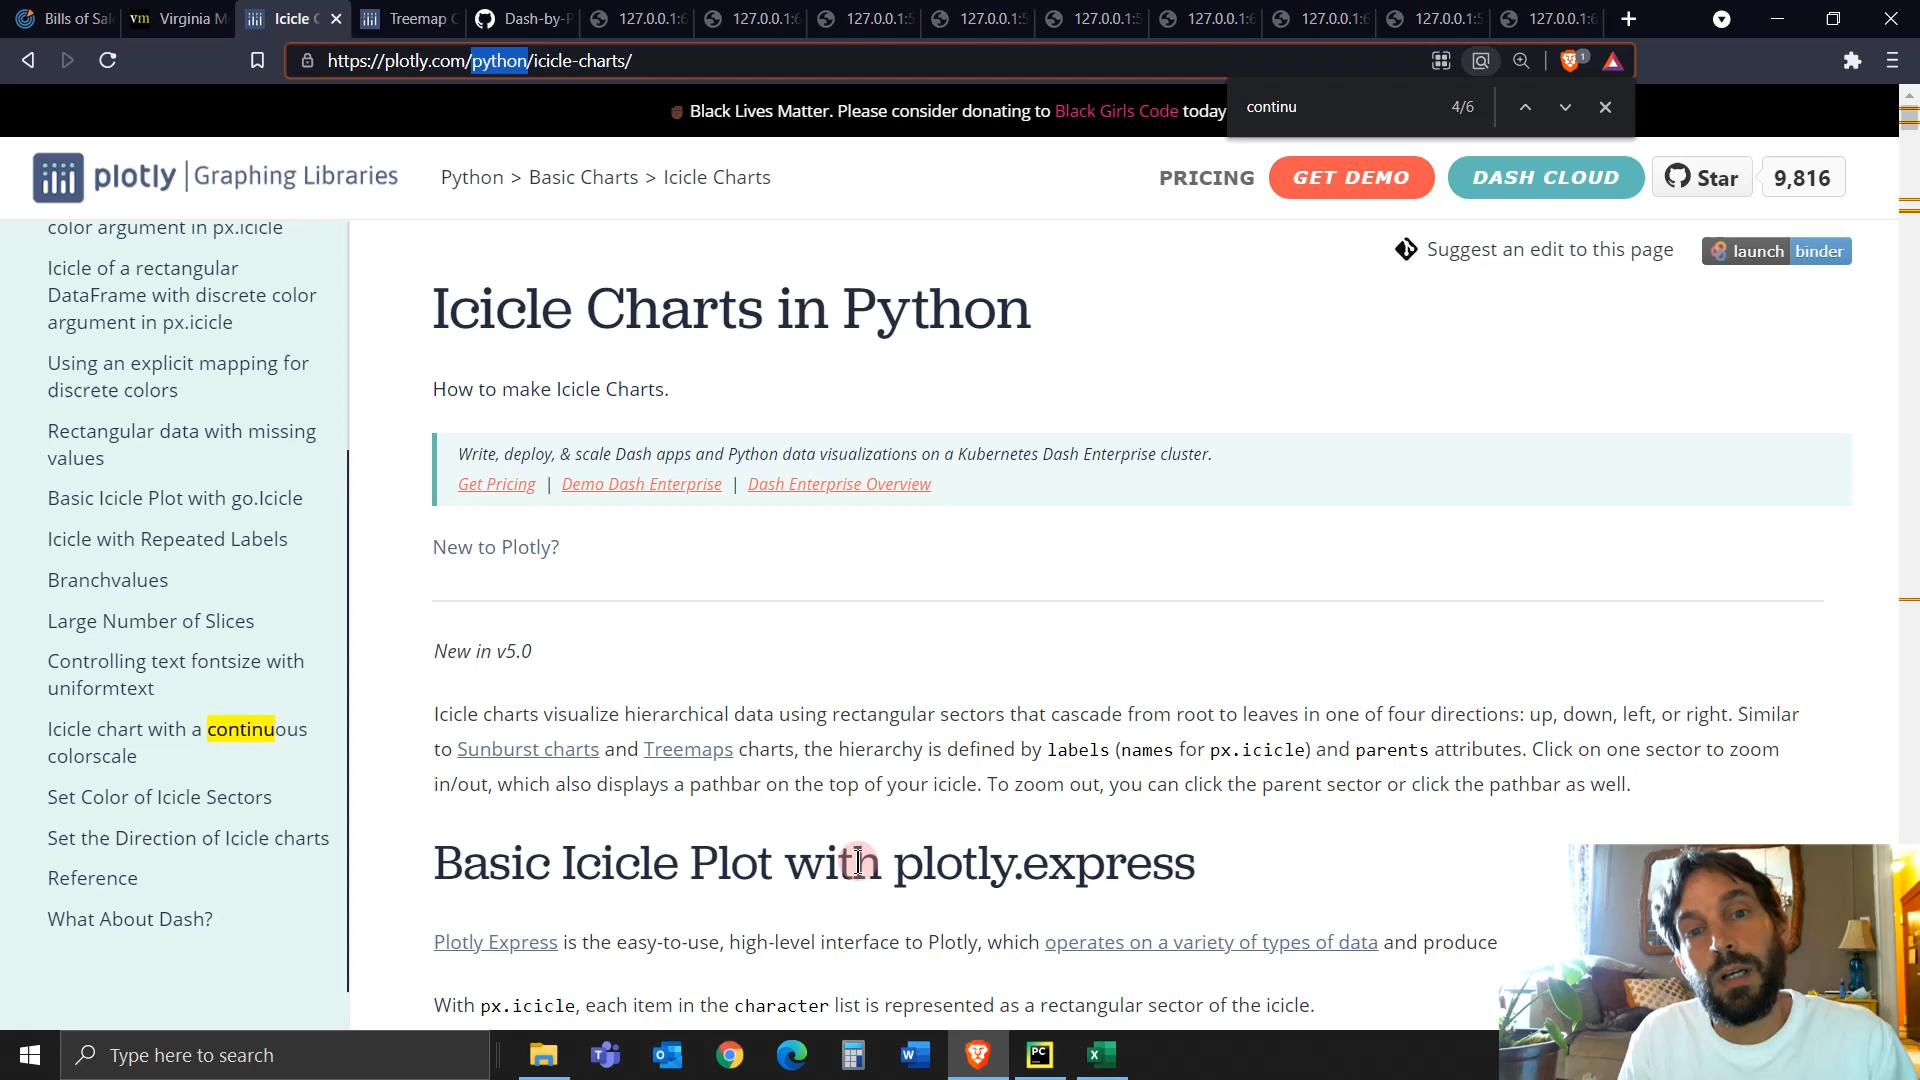 Bills of Sal
vm Virginia M
Icicle C
Treemap C
Dash-by-P
127.0.0.1:6
127.0.0.1:6
127.0.0.1:5
127.0.0.1:5
127.0.0.1:5
127.0.0.1:6
127.0.0.1:6
127.0.0.1:5
127.0.0.1:6
https://plotly.com/python/icicle-charts/
1
continu
4/6
Black Lives Matter. Please consider donating to Black Girls Code today
plotly | Graphing Libraries
Python > Basic Charts > Icicle Charts
PRICING
GET DEMO
DASH CLOUD
Star
9,816
color argument in px.icicle
Icicle of a rectangular
DataFrame with discrete color
argument in px.icicle
Using an explicit mapping for
discrete colors
Rectangular data with missing
values
Basic Icicle Plot with go.Icicle
Icicle with Repeated Labels
Branchvalues
Large Number of Slices
Controlling text fontsize with
uniformtext
Icicle chart with a continuous
colorscale
Set Color of Icicle Sectors
Set the Direction of Icicle charts
Reference
What About Dash?
Suggest an edit to this page
launch binder
Icicle Charts in Python
How to make Icicle Charts.
Write, deploy, & scale Dash apps and Python data visualizations on a Kubernetes Dash Enterprise cluster.
Get Pricing | Demo Dash Enterprise | Dash Enterprise Overview
New to Plotly?
New in v5.0
Icicle charts visualize hierarchical data using rectangular sectors that cascade from root to leaves in one of four directions: up, down, left, or right. Similar
to Sunburst charts and Treemaps charts, the hierarchy is defined by labels (names for px.icicle) and parents attributes. Click on one sector to zoom
in/out, which also displays a pathbar on the top of your icicle. To zoom out, you can click the parent sector or click the pathbar as well.
Basic Icicle Plot with plotly.express
Plotly Express is the easy-to-use, high-level interface to Plotly, which operates on a variety of types of data and produce
With px.icicle, each item in the character list is represented as a rectangular sector of the icicle.
Type here to search
PC